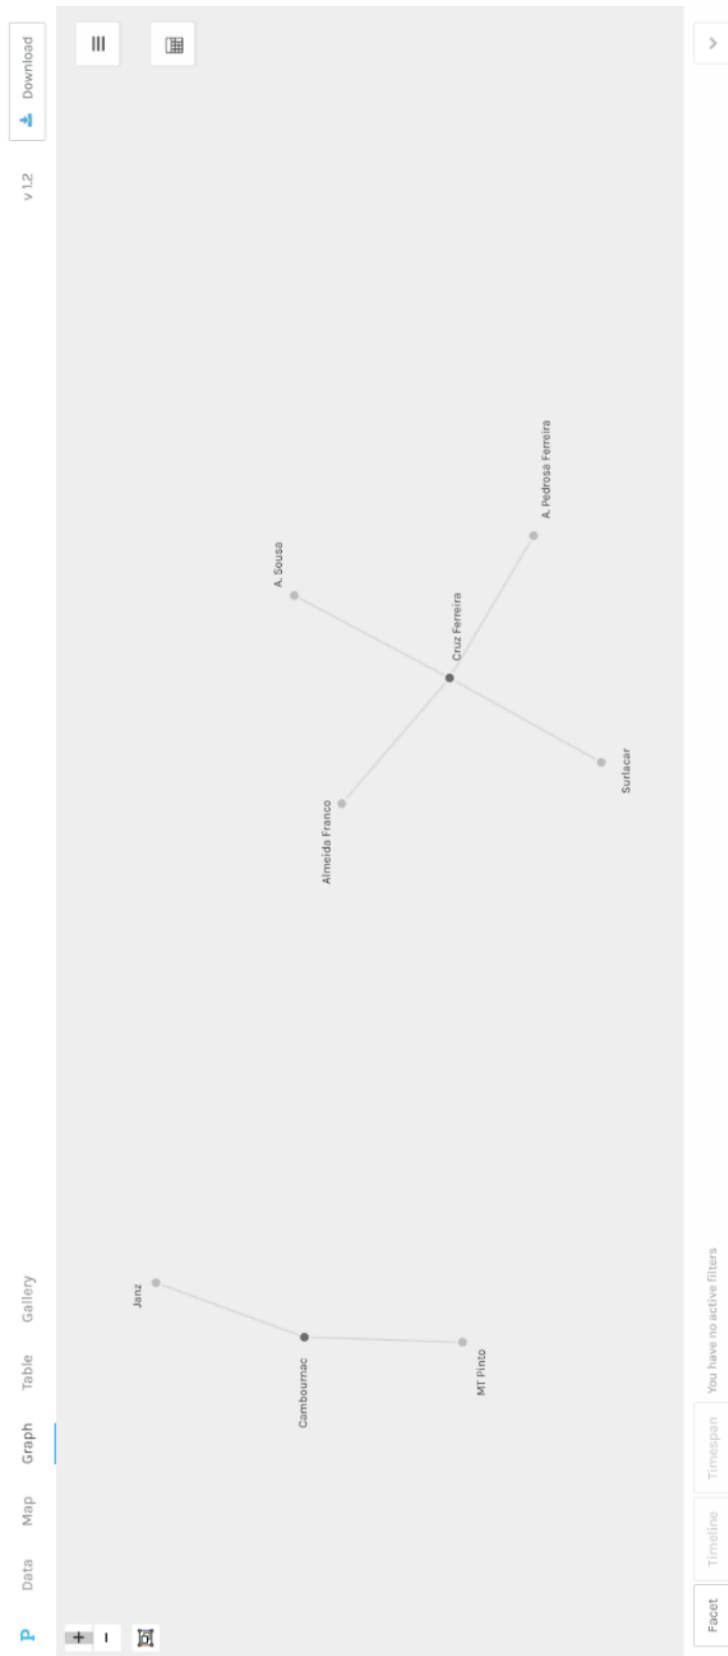 P Data Map Graph Table Gallery v 1.2 Download
Janz
Cambournac
MT Pinto
A. Sousa
Almeida Franco
Cruz Ferreira
A. Pedrosa Ferreira
Surlacar
Facet Timeline Timespan You have no active filters